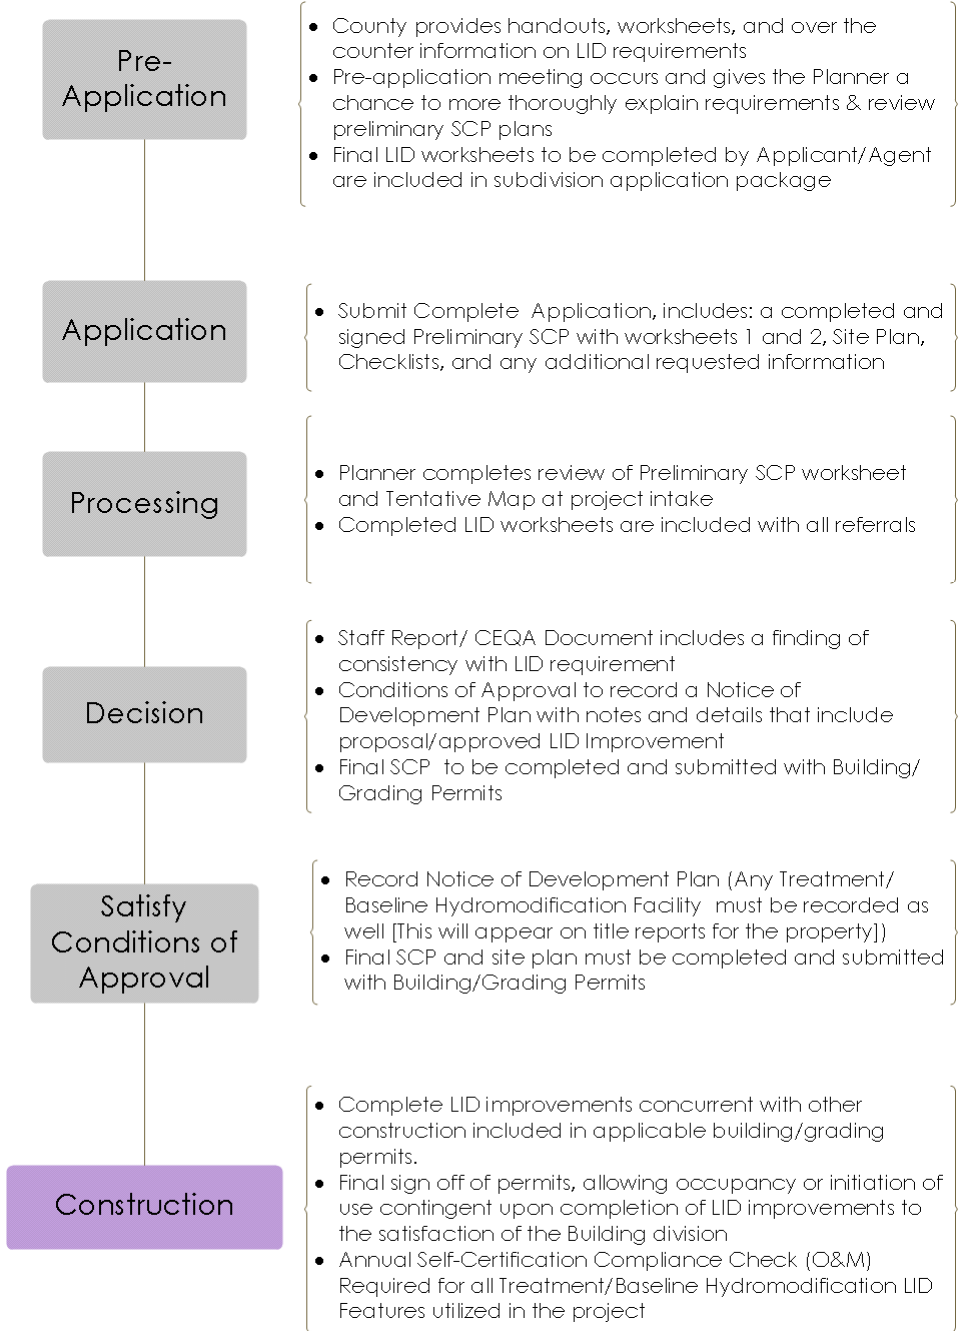 Pre-
Application
• County provides handouts, worksheets, and over the
counter information on LID requirements
• Pre-application meeting occurs and gives the Planner a
chance to more thoroughly explain requirements & review
preliminary SCP plans
• Final LID worksheets to be completed by Applicant/Agent
are included in subdivision application package
Application
• Submit Complete Application, includes: a completed and
signed Preliminary SCP with worksheets 1 and 2, Site Plan,
Checklists, and any additional requested information
Processing
• Planner completes review of Preliminary SCP worksheet
and Tentative Map at project intake
• Completed LID worksheets are included with all referrals
Decision
• Staff Report/ CEQA Document includes a finding of
consistency with LID requirement
• Conditions of Approval to record a Notice of
Development Plan with notes and details that include
proposal/approved LID Improvement
• Final SCP to be completed and submitted with Building/
Grading Permits
Satisfy
Conditions of
Approval
• Record Notice of Development Plan (Any Treatment/
Baseline Hydromodification Facility must be recorded as
well [This will appear on title reports for the property])
• Final SCP and site plan must be completed and submitted
with Building/Grading Permits
Construction
• Complete LID improvements concurrent with other
construction included in applicable building/grading
permits.
• Final sign off of permits, allowing occupancy or initiation of
use contingent upon completion of LID improvements to
the satisfaction of the Building division
• Annual Self-Certification Compliance Check (O&M)
Required for all Treatment/Baseline Hydromodification LID
Features utilized in the project